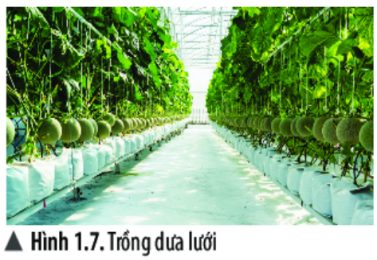 ▲ Hình 1.7. Trồng dưa lưới